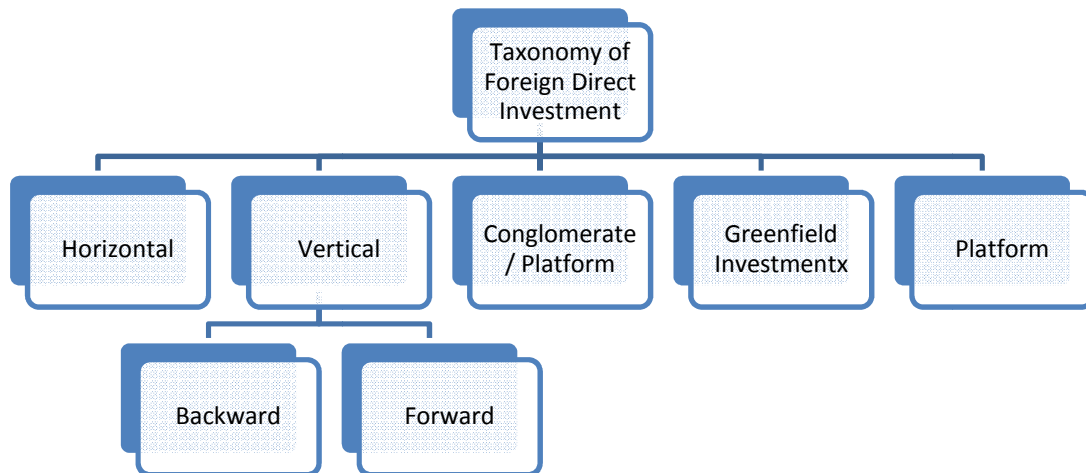 Taxonomy of
Foreign Direct
Investment
Horizontal
Vertical
Conglomerate
/ Platform
Greenfield
Investmentx
Platform
Backward
Forward